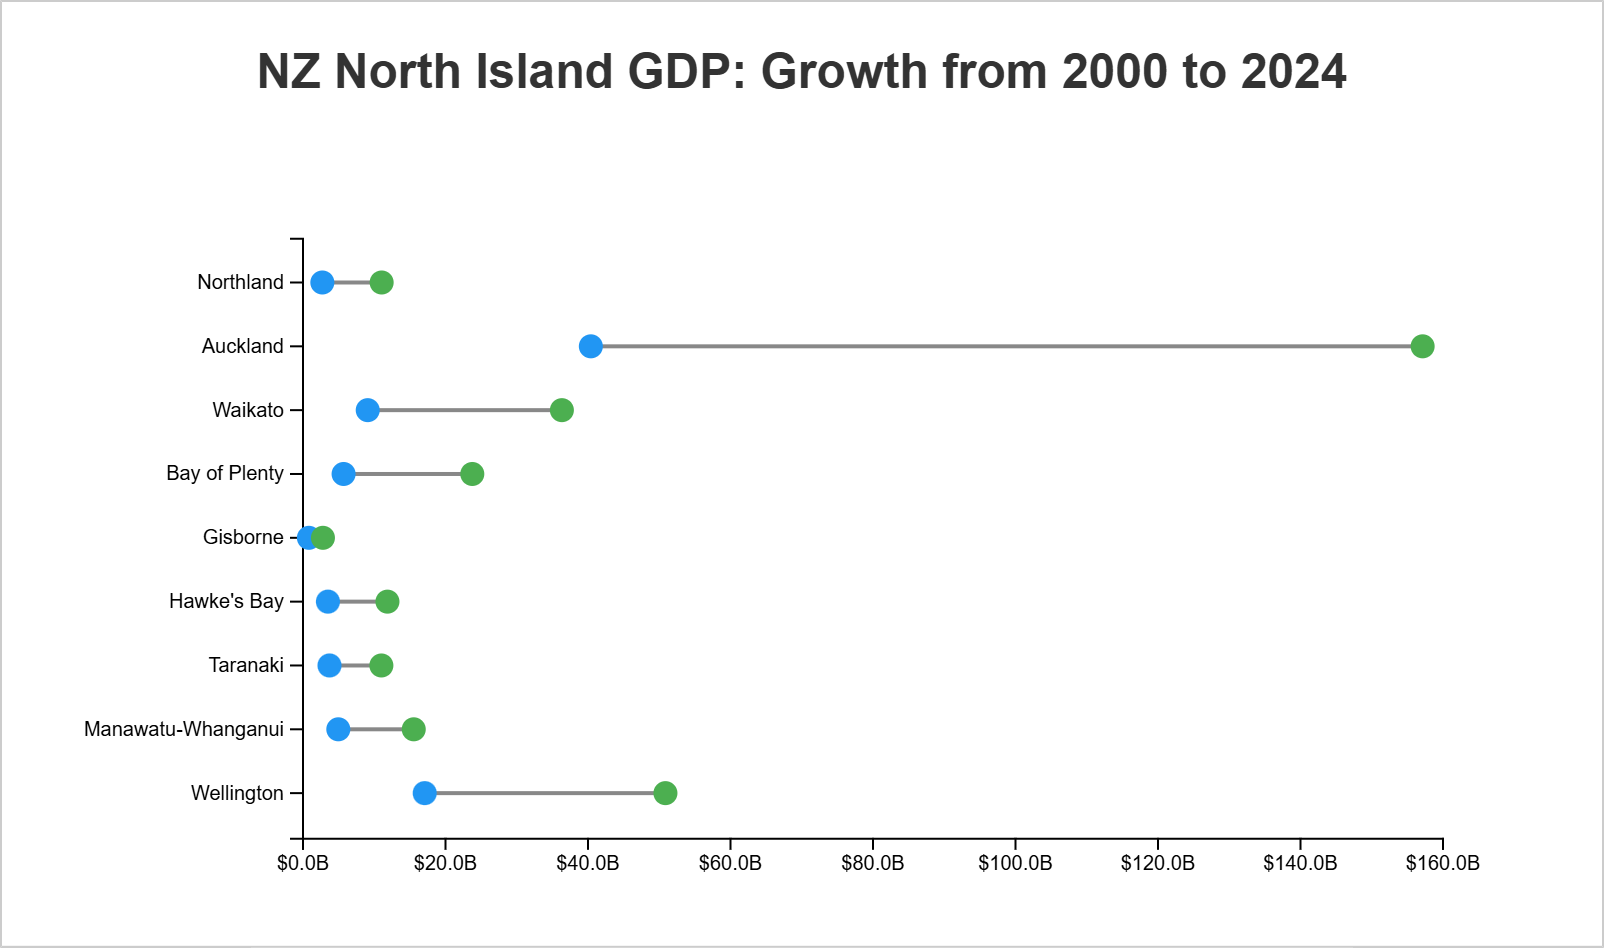 NZ North Island GDP: Growth from 2000 to 2024
Northland
Auckland
Waikato
Bay of Plenty
Gisborne
Hawke's Bay
Taranaki
Manawatu-Whanganui
Wellington
$0.0B $20.0B $40.0B $60.0B $80.0B $100.0B $120.0B $140.0B $160.0B